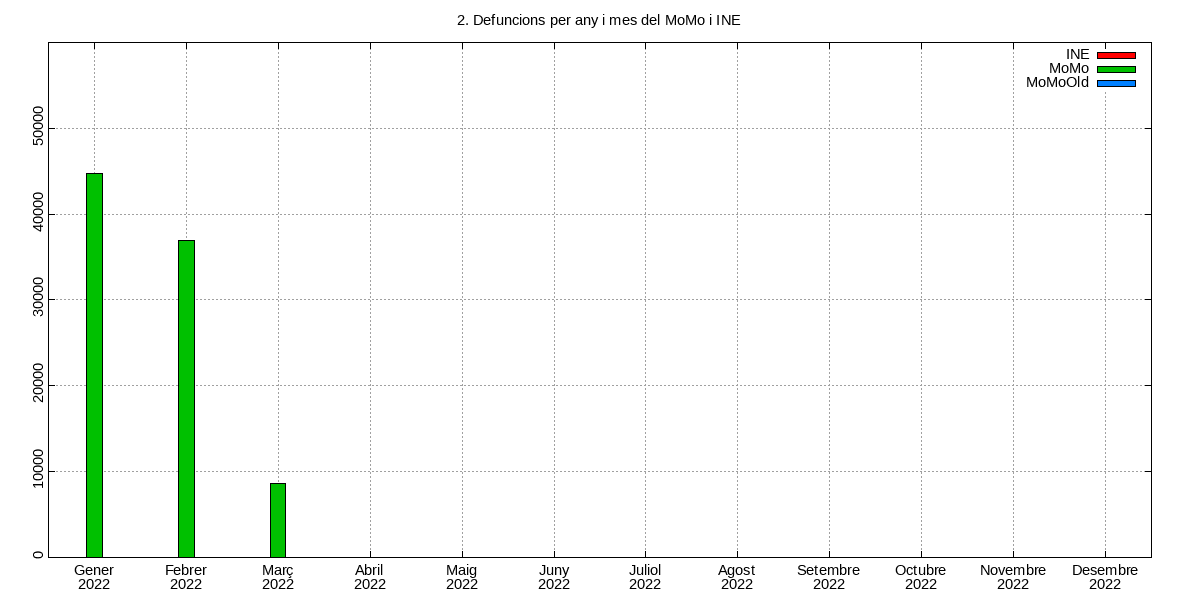 2. Defuncions per any i mes del MoMo i INE
INE
MoMo
MoMoOld
50000
40000
30000
20000
10000
0
Gener Febrer Març Abril Maig Juny Juliol Agost Setembre Octubre Novembre Desembre
2022 2022 2022 2022 2022 2022 2022 2022 2022 2022 2022 2022